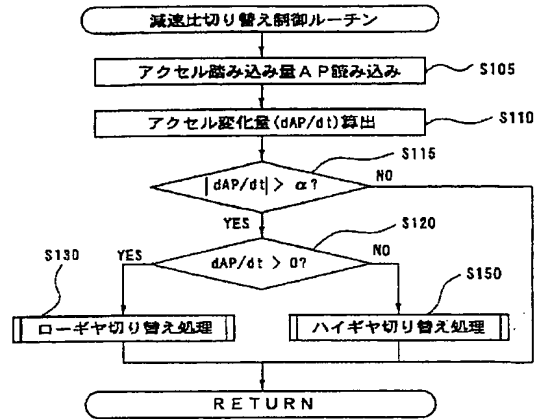 減速比切り替え制御ルーチン
アクセル踏み込み量AP読み込み
S105
アクセル変化量(dAP/dt)算出
S110
S115
|dAP/dt| > α?
NO
YES
S120
dAP/dt > 0?
YES
NO
S130
S150
ローギヤ切り替え処理
ハイギヤ切り替え処理
RETURN